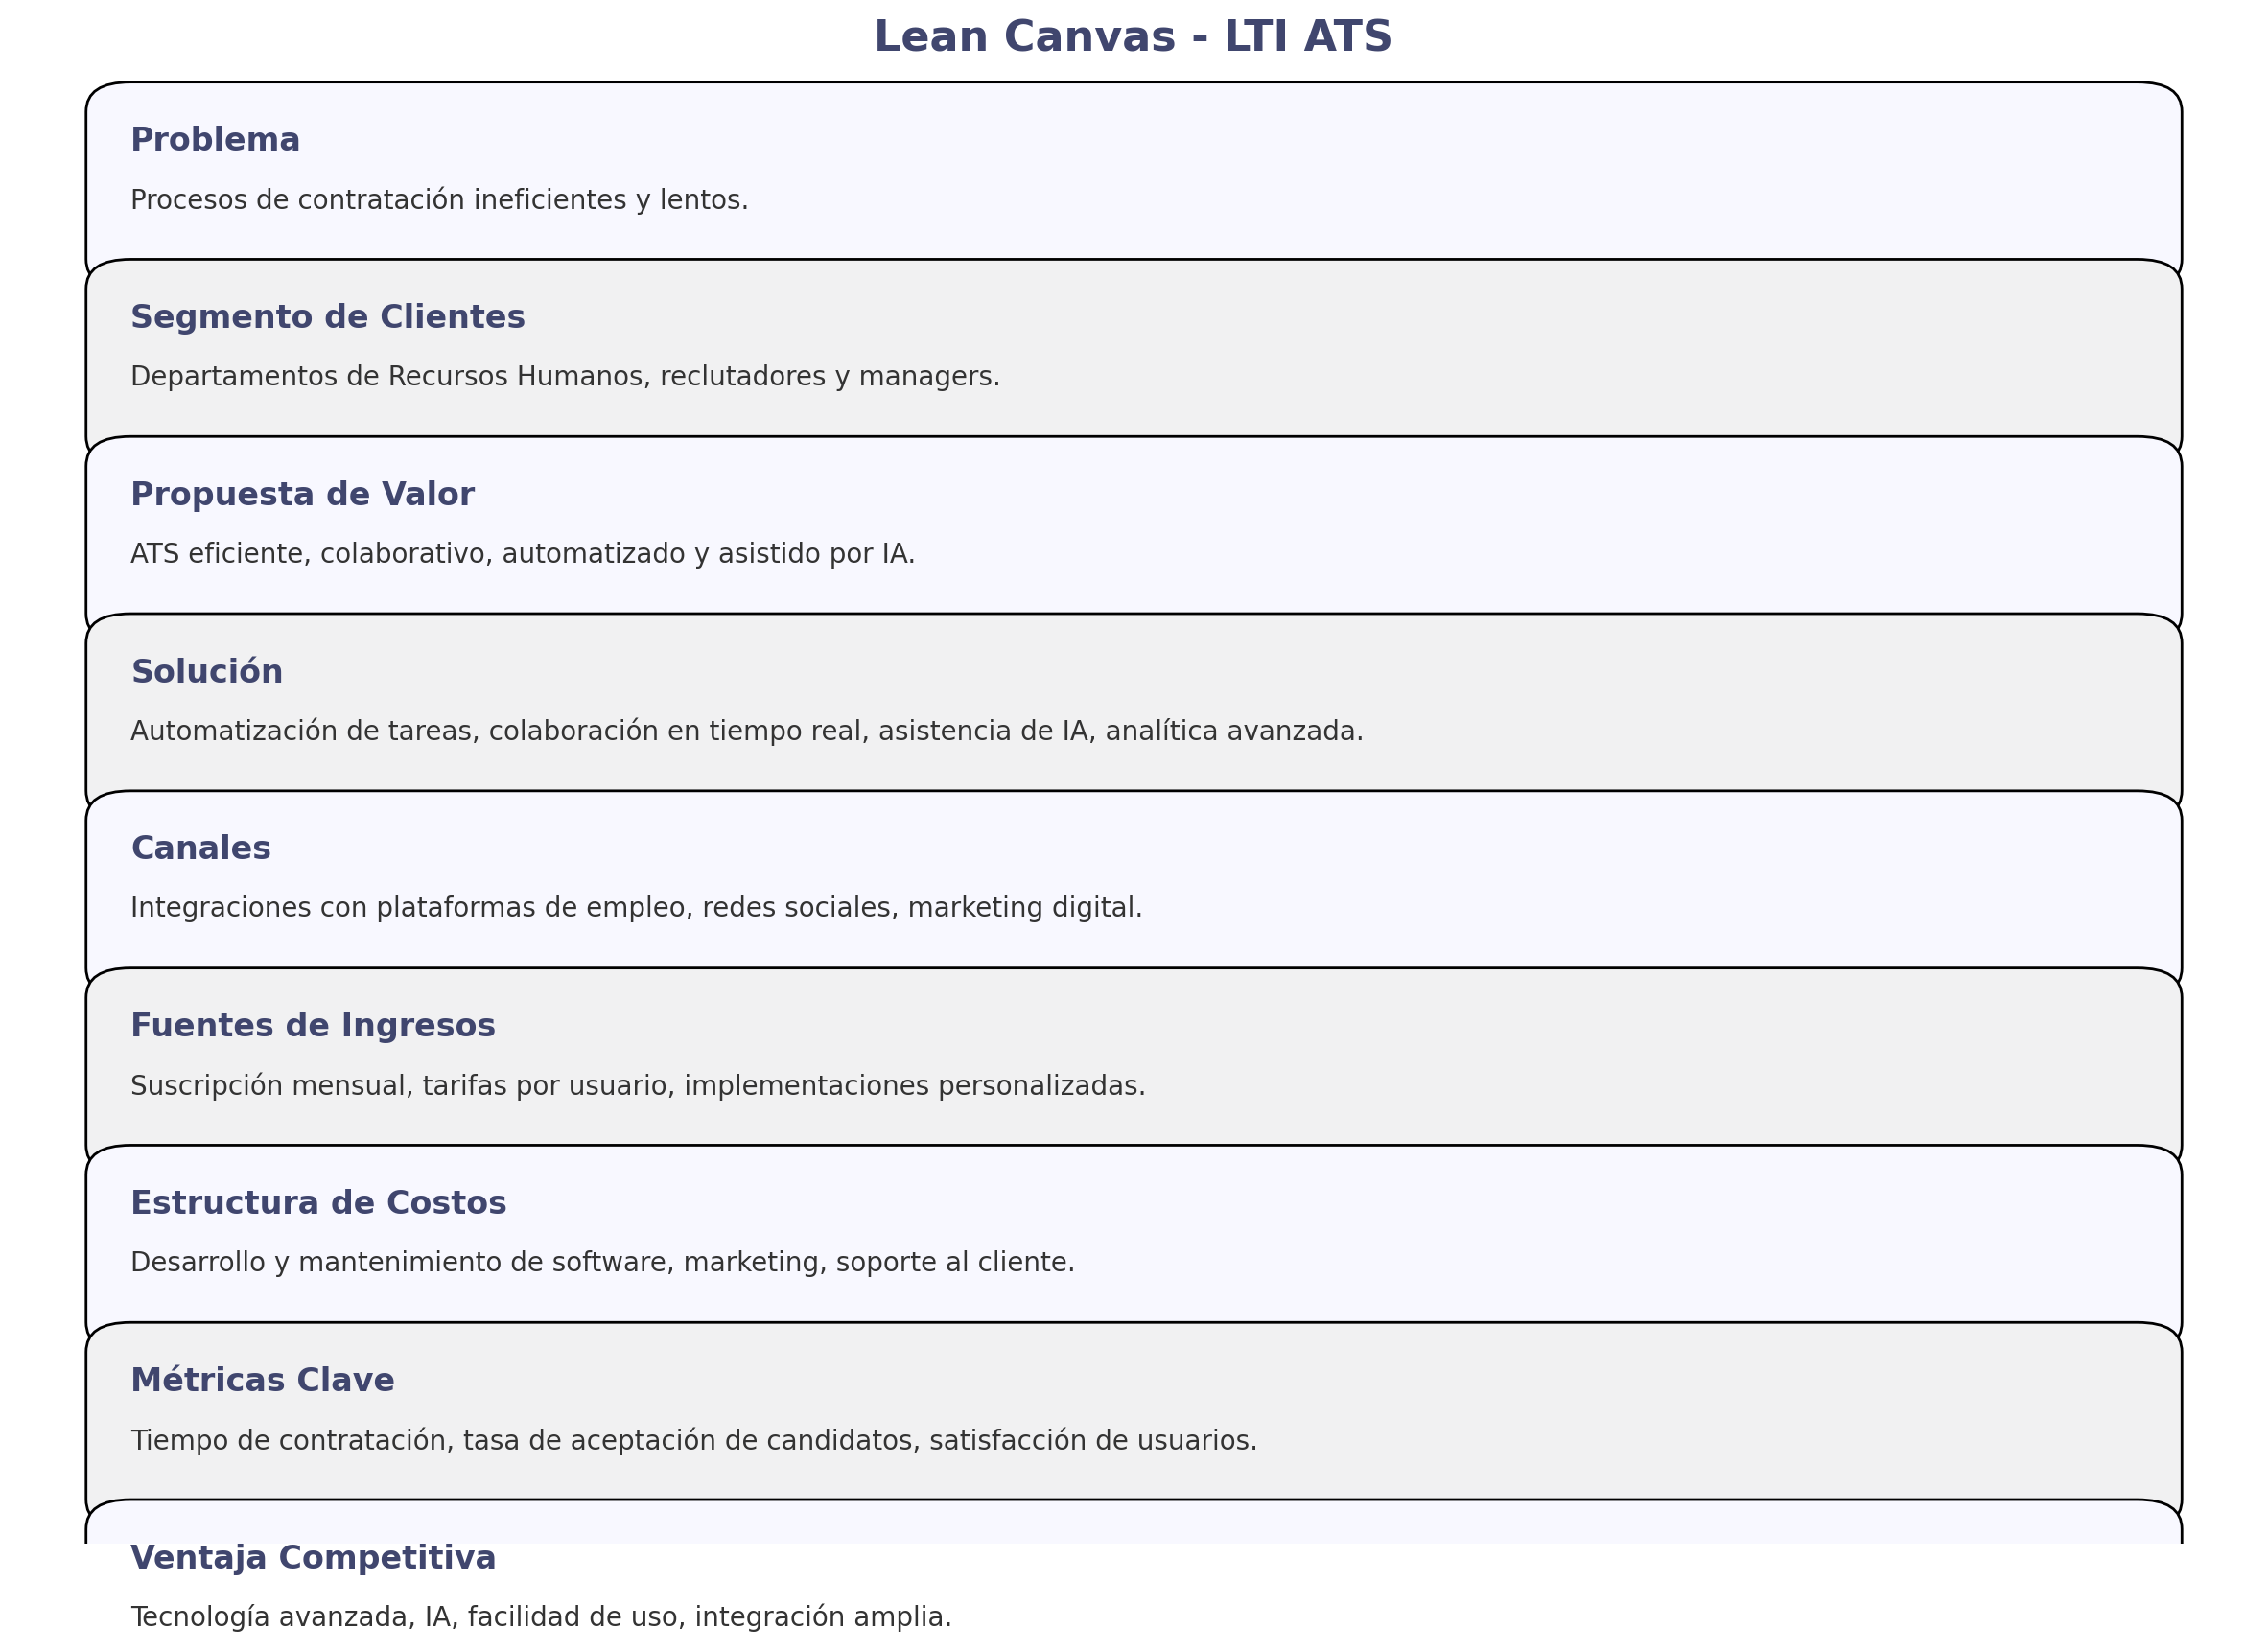 Lean Canvas - LTI ATS
Problema
Procesos de contratación ineficientes y lentos.
Segmento de Clientes
Departamentos de Recursos Humanos, reclutadores y managers.
Propuesta de Valor
ATS eficiente, colaborativo, automatizado y asistido por IA.
Solución
Automatización de tareas, colaboración en tiempo real, asistencia de IA, analítica avanzada.
Canales
Integraciones con plataformas de empleo, redes sociales, marketing digital.
Fuentes de Ingresos
Suscripción mensual, tarifas por usuario, implementaciones personalizadas.
Estructura de Costos
Desarrollo y mantenimiento de software, marketing, soporte al cliente.
Métricas Clave
Tiempo de contratación, tasa de aceptación de candidatos, satisfacción de usuarios.
Ventaja Competitiva
Tecnología avanzada, IA, facilidad de uso, integración amplia.